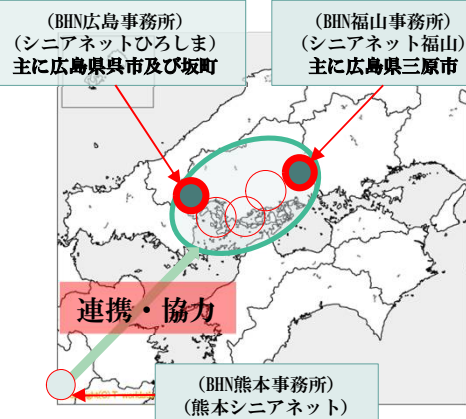 (BHN広島事務所)
(シニアネットひろしま)
主に広島県呉市及び坂町
(BHN福山事務所)
(シニアネット福山)
主に広島県三原市
連携・協力
(BHN熊本事務所)
(熊本シニアネット)